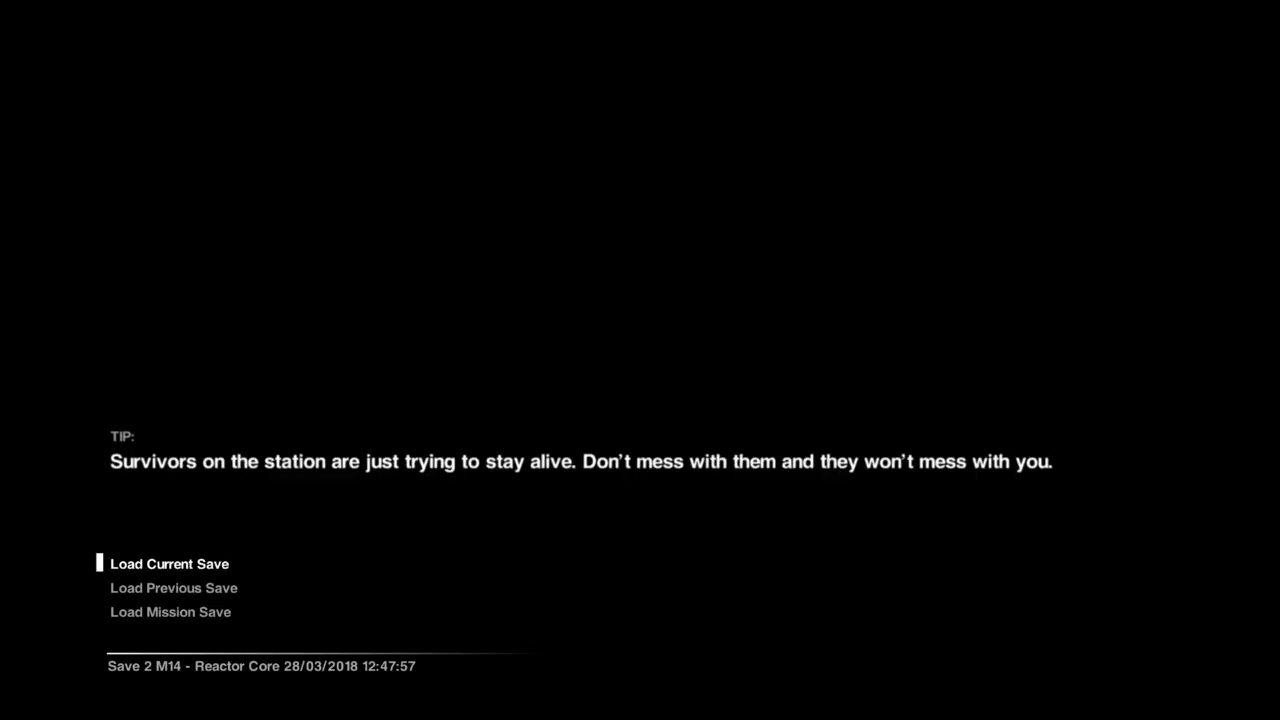 TIP:
Survivors on the station are just trying to stay alive. Don’t mess with them and they won’t mess with you.
Load Current Save
Load Previous Save
Load Mission Save
Save 2 M14 - Reactor Core 28/03/2018 12:47:57